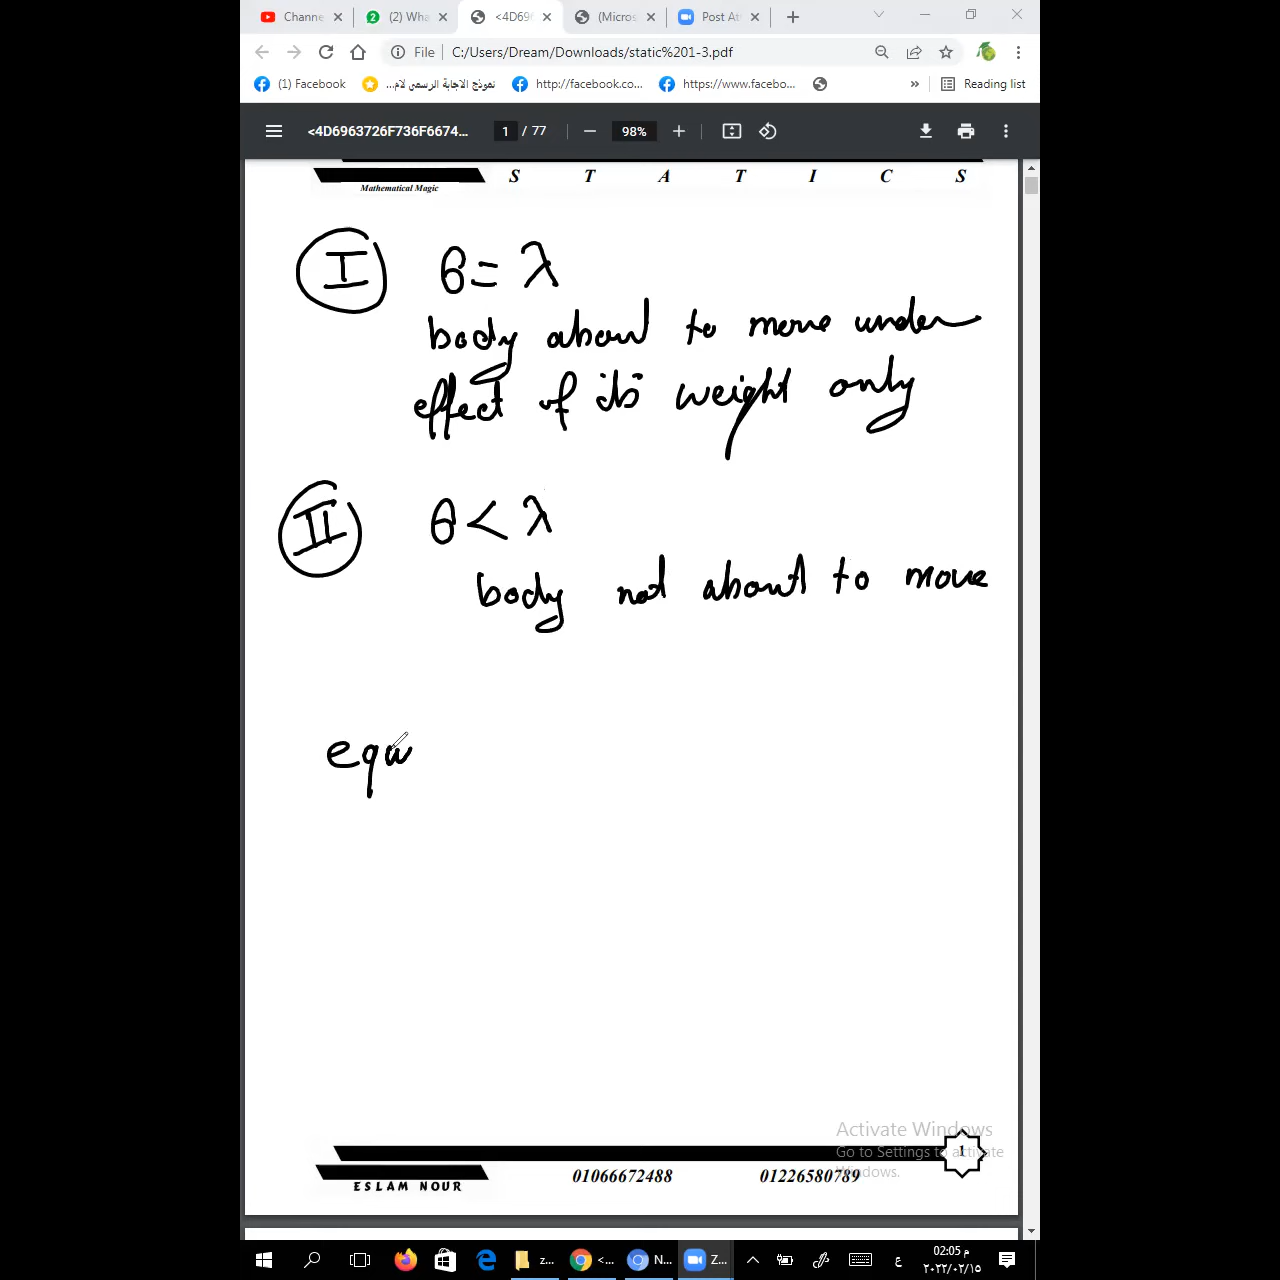 Channe
(2) Wha
<4D69
(Micros
Post At
File C:/Users/Dream/Downloads/static%201-3.pdf
(1) Facebook
نموذج الاجابة الرسمى لام...
http://facebook.co...
https://www.facebo...
»
Reading list
<4D6963726F736F6674...
1 / 77
98%
Mathematical Magic
S T A T I C S
I θ = λ
body about to move under
effect of its weight only
II θ < λ
body not about to move
equ
Activate Windows
Go to Settings to activate
Windows.
1
ESLAM NOUR
01066672488
01226580789
z...
<...
N...
Z...
ع
02:05 م
٢٠٢٢/٠٢/١٥